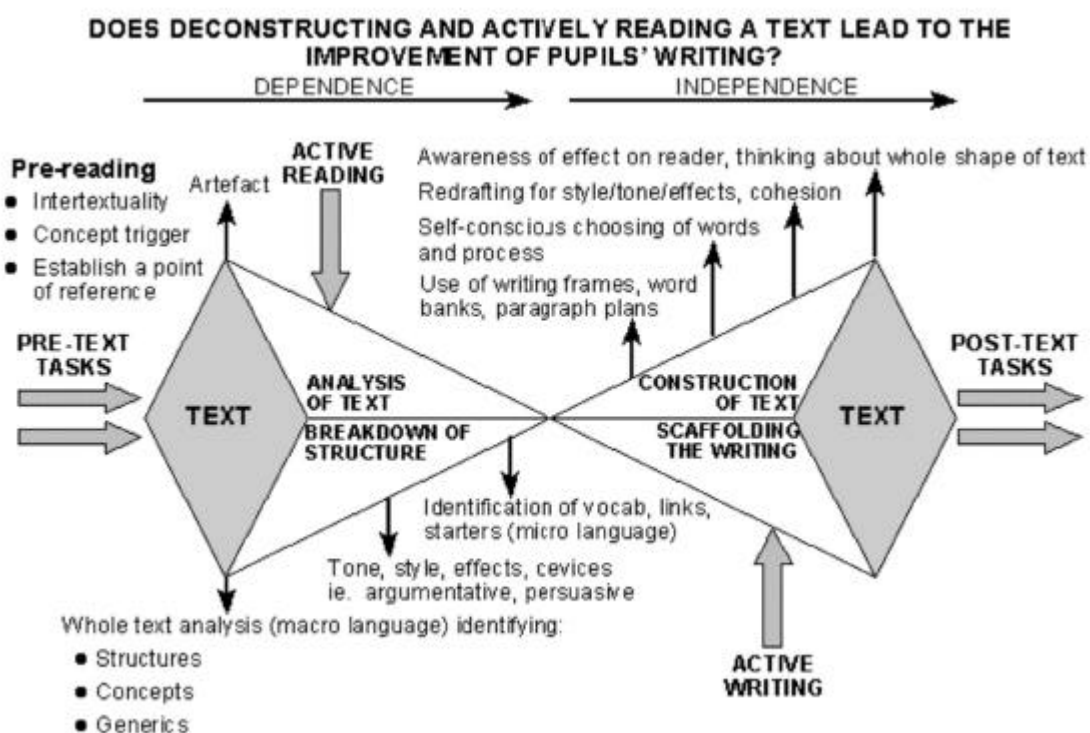 DOES DECONSTRUCTING AND ACTIVELY READING A TEXT LEAD TO THE
IMPROVEMENT OF PUPILS' WRITING?
DEPENDENCE
INDEPENDENCE
Pre-reading
• Intertextuality
• Concept trigger
• Establish a point
of reference
Artefact
ACTIVE
READING
Awareness of effect on reader, thinking about whole shape of text
Redrafting for style/tone/effects, cohesion
Self-conscious choosing of words
and process
Use of writing frames, word
banks, paragraph plans
PRE-TEXT
TASKS
TEXT
ANALYSIS
OF TEXT
BREAKDOWN OF
STRUCTURE
CONSTRUCTION
OF TEXT
SCAFFOLDING
THE WRITING
TEXT
POST-TEXT
TASKS
Identification of vocab, links,
starters (micro language)
Tone, style, effects, cevices
ie. argumentative, persuasive
Whole text analysis (macro language) identifying:
• Structures
• Concepts
• Generics
ACTIVE
WRITING